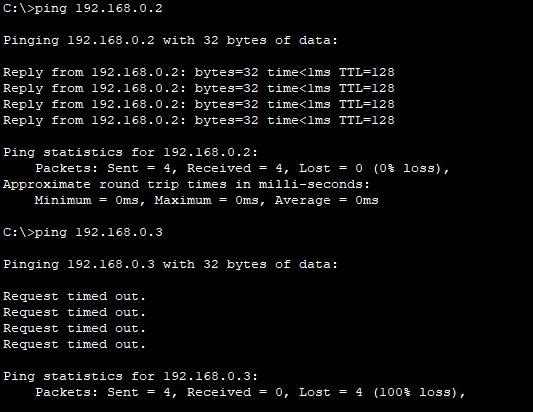 C:\>ping 192.168.0.2
Pinging 192.168.0.2 with 32 bytes of data:
Reply from 192.168.0.2: bytes=32 time<1ms TTL=128
Reply from 192.168.0.2: bytes=32 time<1ms TTL=128
Reply from 192.168.0.2: bytes=32 time<1ms TTL=128
Reply from 192.168.0.2: bytes=32 time<1ms TTL=128
Ping statistics for 192.168.0.2:
    Packets: Sent = 4, Received = 4, Lost = 0 (0% loss),
Approximate round trip times in milli-seconds:
    Minimum = 0ms, Maximum = 0ms, Average = 0ms
C:\>ping 192.168.0.3
Pinging 192.168.0.3 with 32 bytes of data:
Request timed out.
Request timed out.
Request timed out.
Request timed out.
Ping statistics for 192.168.0.3:
    Packets: Sent = 4, Received = 0, Lost = 4 (100% loss),